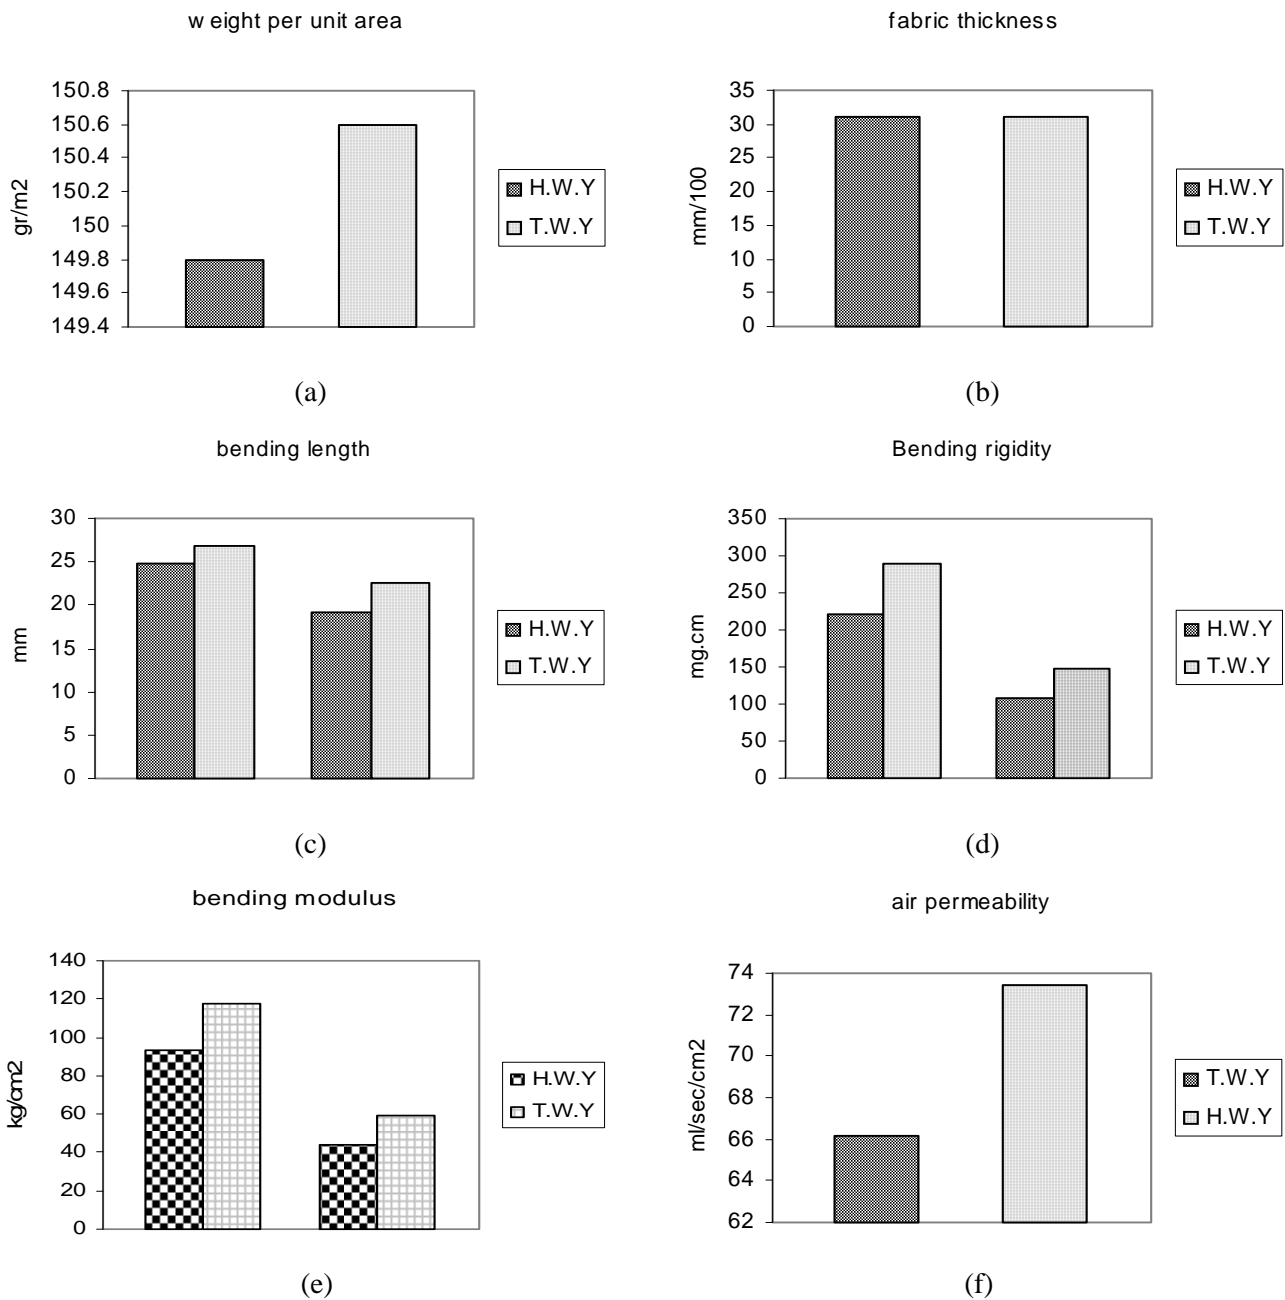 w eight per unit area
150.8
150.6
150.4
150.2
150
149.8
149.6
149.4
gr/m2
H.W.Y
T.W.Y
(a)
fabric thickness
35
30
25
20
15
10
5
0
mm/100
H.W.Y
T.W.Y
(b)
bending length
30
25
20
15
10
5
0
mm
H.W.Y
T.W.Y
(c)
Bending rigidity
350
300
250
200
150
100
50
0
mg.cm
H.W.Y
T.W.Y
(d)
bending modulus
140
120
100
80
60
40
20
0
kg/cm2
H.W.Y
T.W.Y
(e)
air permeability
74
72
70
68
66
64
62
ml/sec/cm2
T.W.Y
H.W.Y
(f)